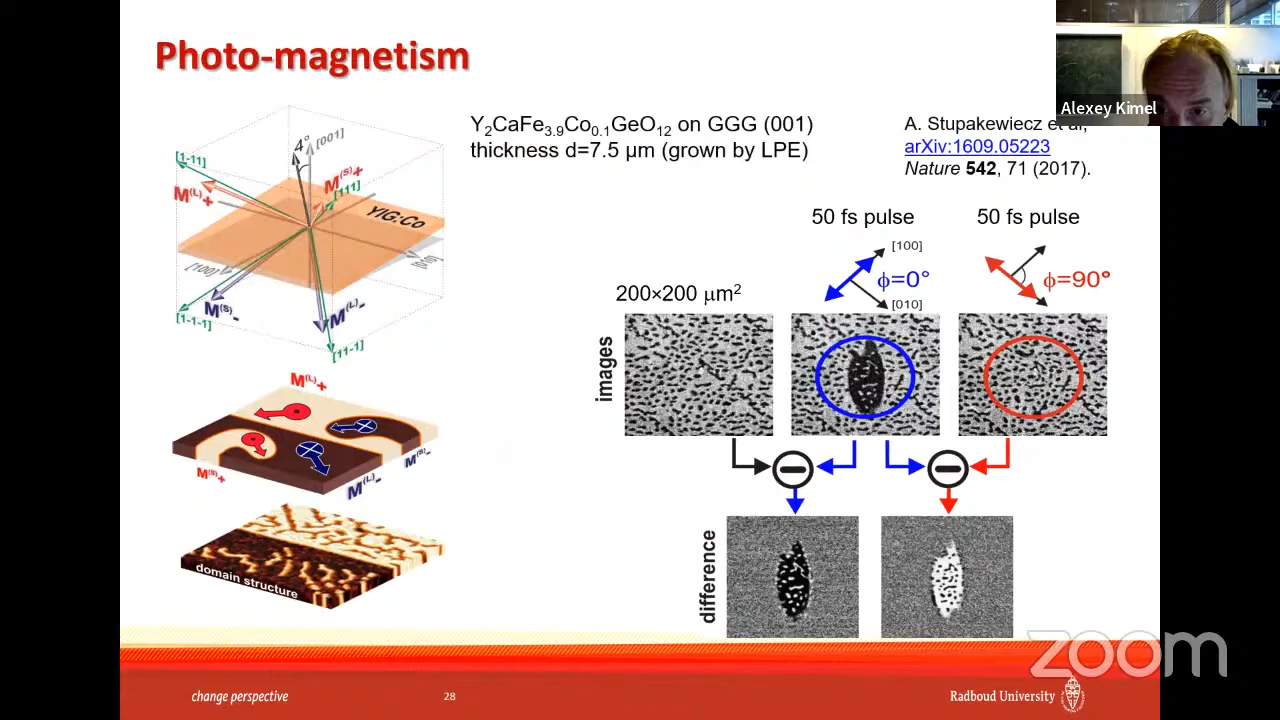 Photo-magnetism
Alexey Kimel
Y2CaFe3.9Co0.1GeO12 on GGG (001)
thickness d=7.5 µm (grown by LPE)
A. Stupakewiecz et al,
arXiv:1609.05223
Nature 542, 71 (2017).
4°
[001]
[1-11]
M(S)+
[111]
M(L)+
YIG:Co
[100]
[010]
M(S)-
M(L)-
[1-1-1]
[11-1]
50 fs pulse
50 fs pulse
[100]
ϕ=0°
[010]
ϕ=90°
200×200 µm2
images
M(L)+
M(S)+
M(S)-
M(L)-
domain structure
difference
zoom
change perspective
28
Radboud University